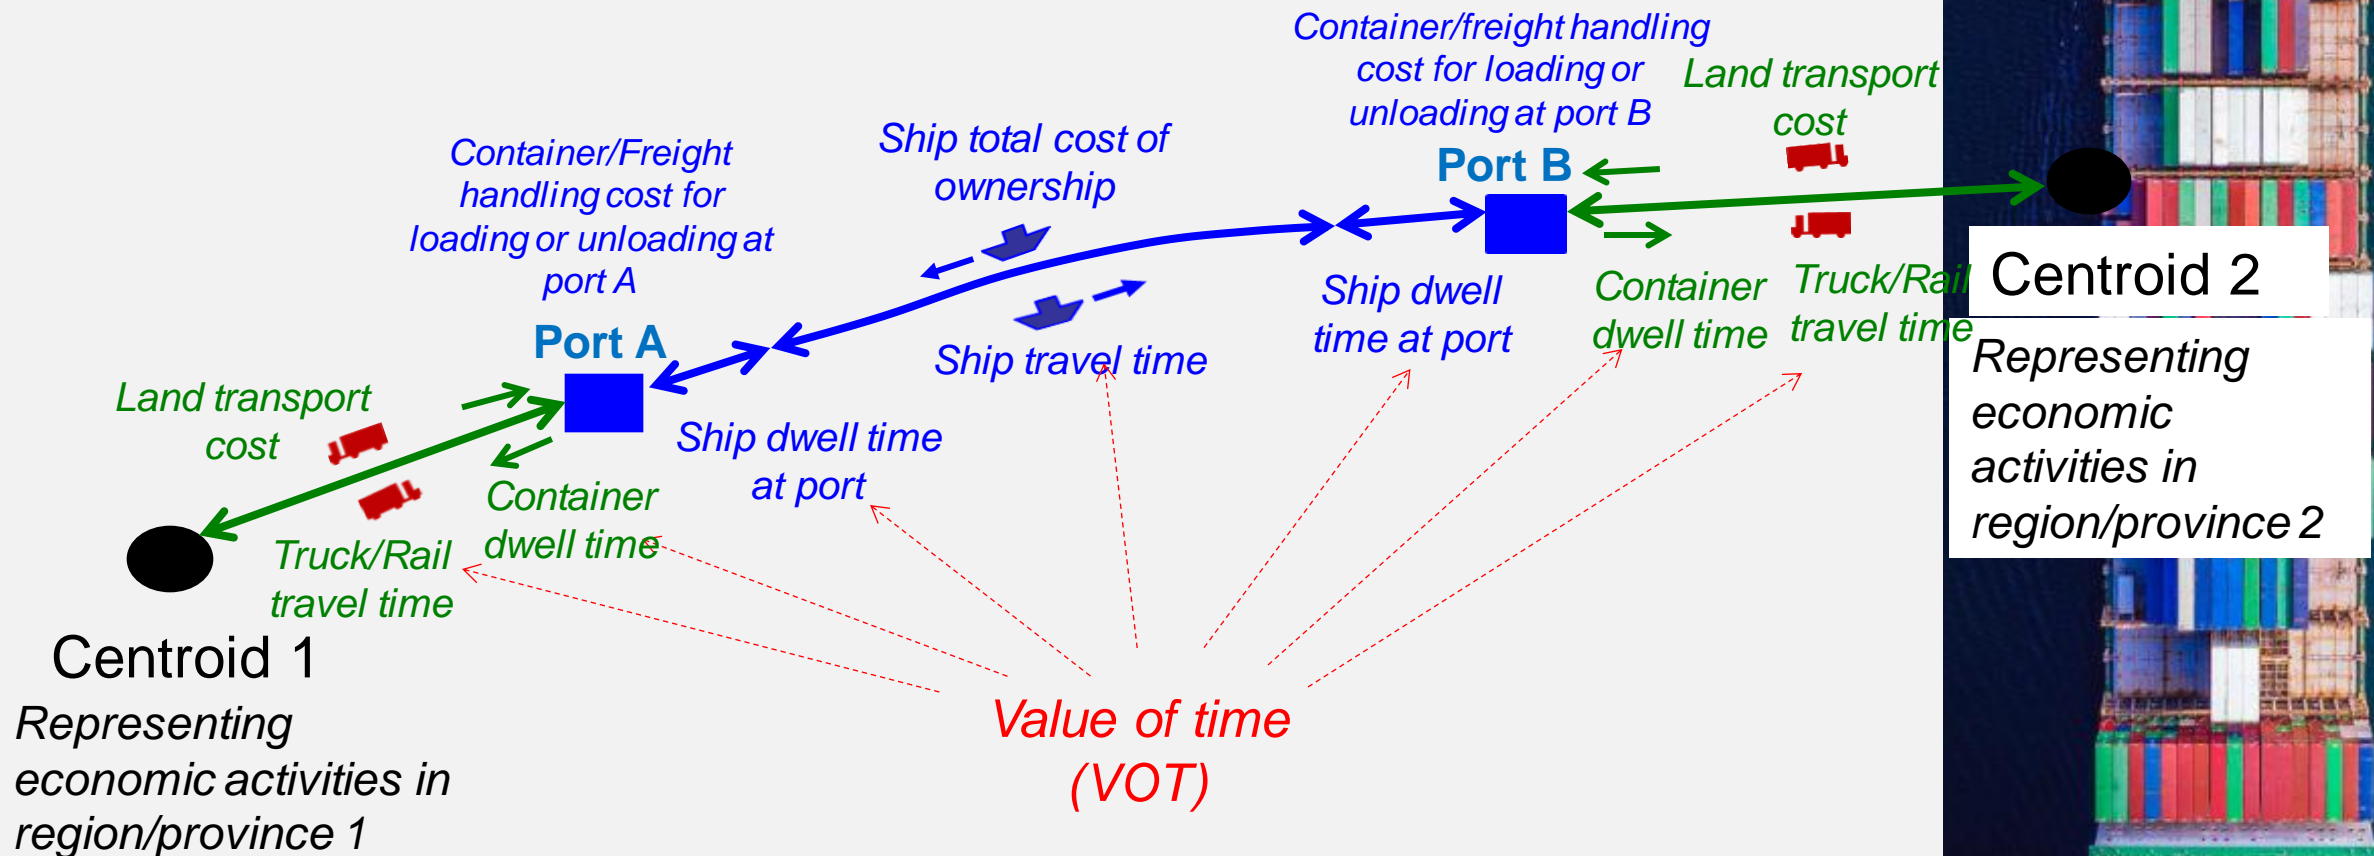 Container/freight handling
cost for loading or
unloading at port B
Land transport
cost
Container/Freight
handling cost for
loading or unloading at
port A
Ship total cost of
ownership
Port B
Port A
Centroid 2
Ship dwell
time at port
Container
dwell time
Truck/Rail
travel time
Ship travel time
Representing
economic
activities in
region/province 2
Land transport
cost
Ship dwell time
at port
Container
dwell time
Truck/Rail
travel time
Centroid 1
Representing
economic activities in
region/province 1
Value of time
(VOT)